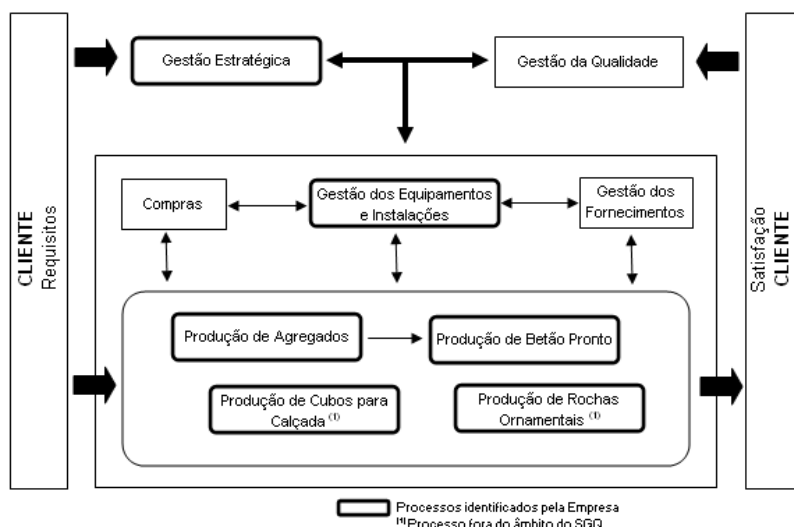 CLIENTE
Requisitos
Gestão Estratégica
Gestão da Qualidade
Satisfação
CLIENTE
Compras
Gestão dos Equipamentos
e Instalações
Gestão dos
Fornecimentos
Produção de Agregados
Produção de Betão Pronto
Produção de Cubos para
Calçada (1)
Produção de Rochas
Ornamentais (1)
Processos identificados pela Empresa
(1) Processo fora do âmbito do SGQ